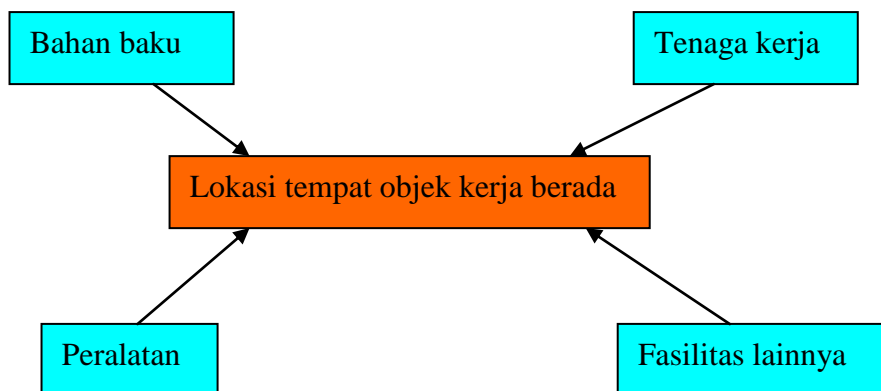 Bahan baku
Tenaga kerja
Lokasi tempat objek kerja berada
Peralatan
Fasilitas lainnya